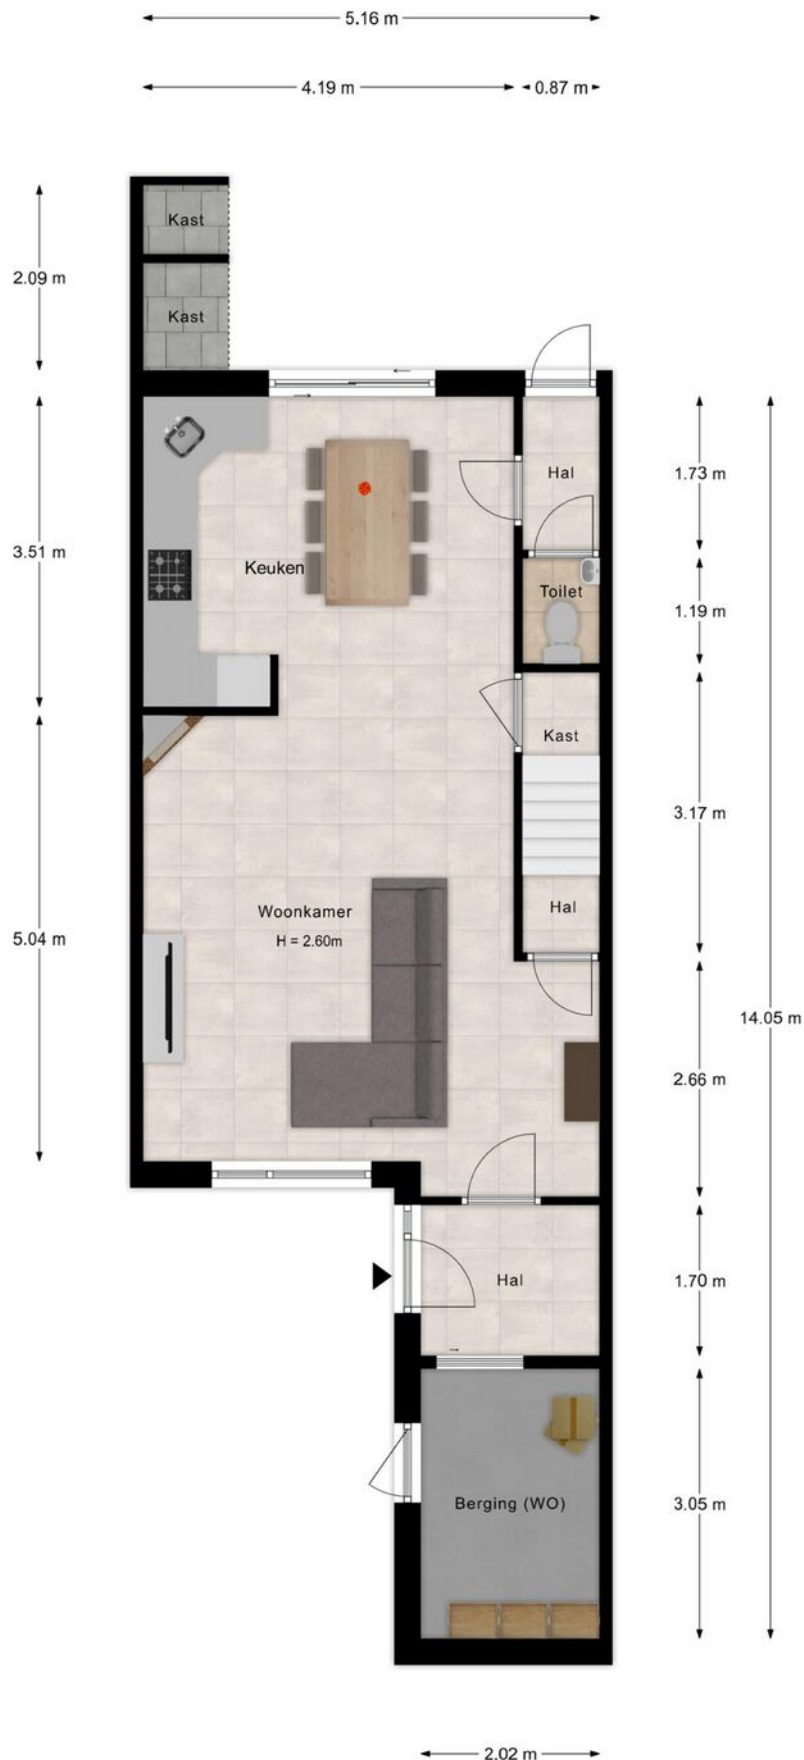 5.16 m
4.19 m
0.87 m
Kast
2.09 m
Kast
Hal
1.73 m
3.51 m
Keuken
Toilet
1.19 m
Kast
3.17 m
Hal
Woonkamer
H = 2.60m
5.04 m
14.05 m
2.66 m
Hal
1.70 m
Berging (WO)
3.05 m
2.02 m